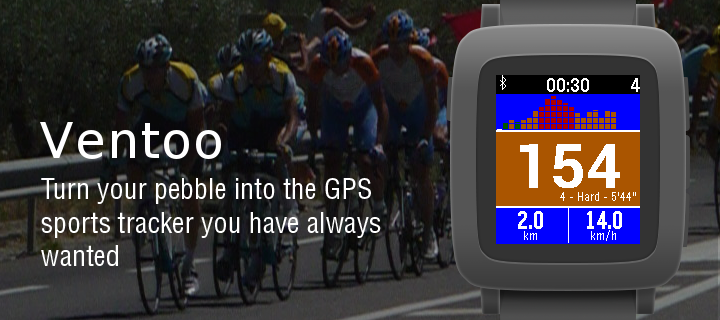 Ventoo
Turn your pebble into the GPS
sports tracker you have always
wanted
00:30 4
154
4 - Hard - 5'44"
2.0 14.0
km km/h